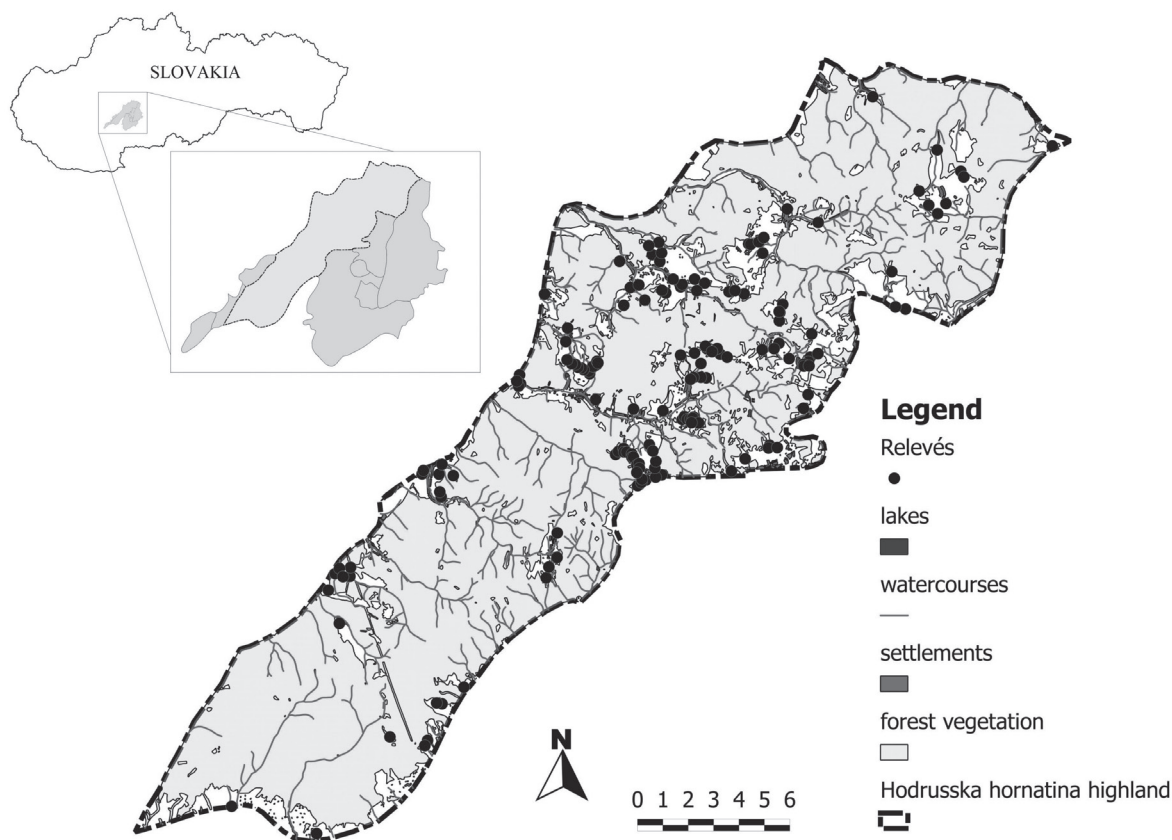 SLOVAKIA
Legend
Relevés
lakes
watercourses
settlements
forest vegetation
Hodrusska hornatina highland
N
0 1 2 3 4 5 6